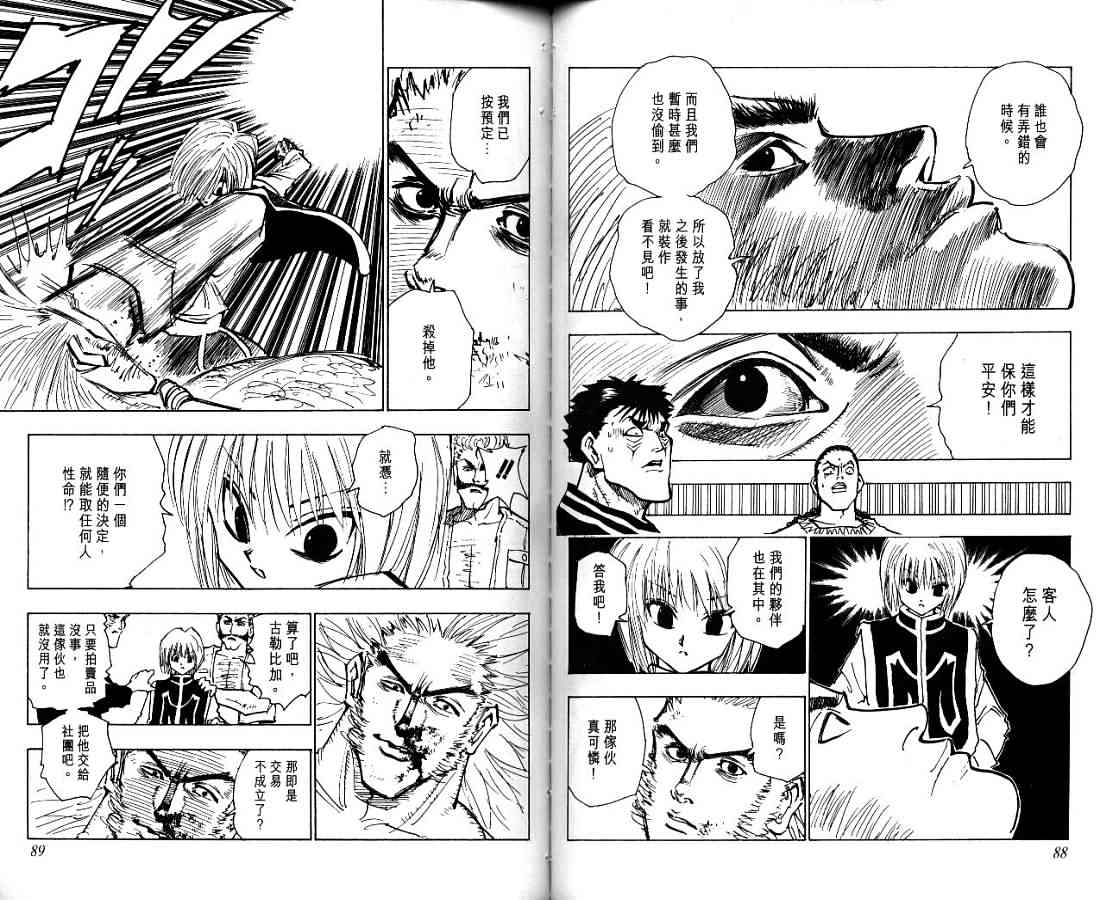 誰也會
有弄錯的
時候。
而且我們
暫時甚麼
也沒偷到。
所以放了我
之後發生的事，
就裝作
看不見吧！
這樣才能
保你們
平安！
客人
怎麼了？
我們的夥伴
也在其中。
答我吧！
是嗎？
那傢伙
真可憐！
88
我們已
按預定…
殺掉他。
!!
就憑…
你們一個
隨便的決定，
就能取任何人
性命!?
算了吧，
古勒比加。
只要拍賣品
沒事，
這傢伙也
就沒用了。
把他交給
社團吧。
那即是
交易
不成立了？
89